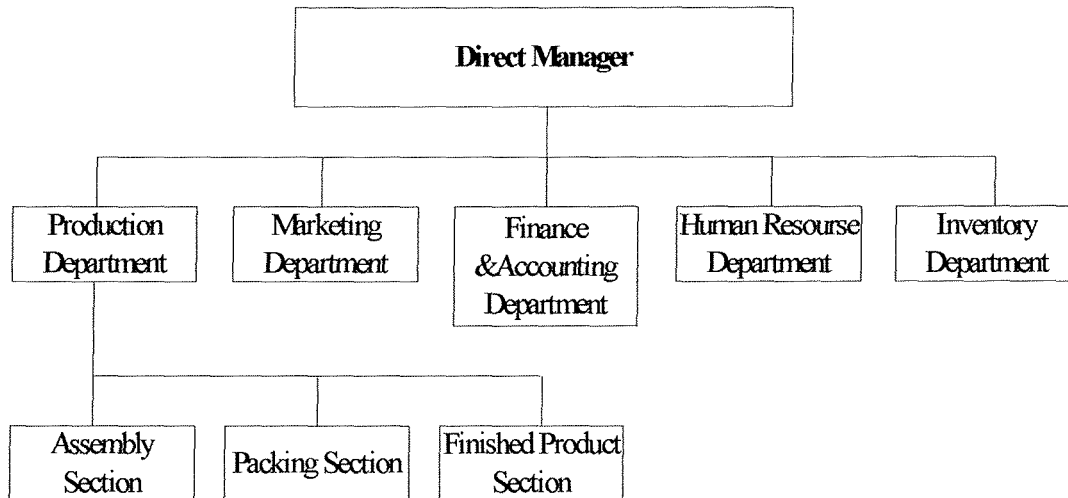 Direct Manager
Production
Department
Marketing
Department
Finance
&Accounting
Department
Human Resourse
Department
Inventory
Department
Assembly
Section
Packing Section
Finished Product
Section